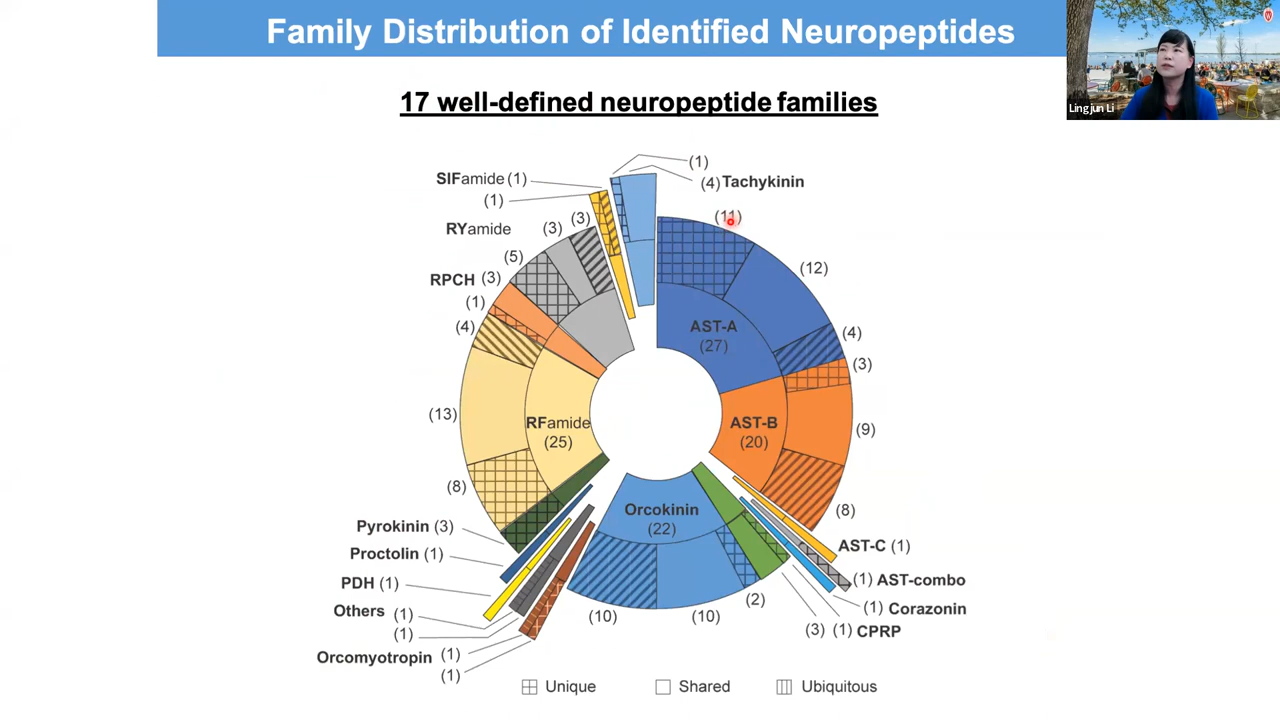 Family Distribution of Identified Neuropeptides
Lingjun Li
17 well-defined neuropeptide families
(1)
SIFamide (1)
(4) Tachykinin
(1)
(11)
(3)
(3)
RYamide
(5)
(12)
RPCH (3)
(1)
AST-A
(27)
(4)
(4)
(3)
(13)
RFamide
(25)
AST-B
(20)
(9)
(8)
Orcokinin
(22)
(8)
Pyrokinin (3)
AST-C (1)
Proctolin (1)
(1) AST-combo
PDH (1)
(2)
(1) Corazonin
Others (1)
(10)
(10)
(1)
(3) (1) CPRP
Orcomyotropin (1)
(1)
Unique
Shared
Ubiquitous